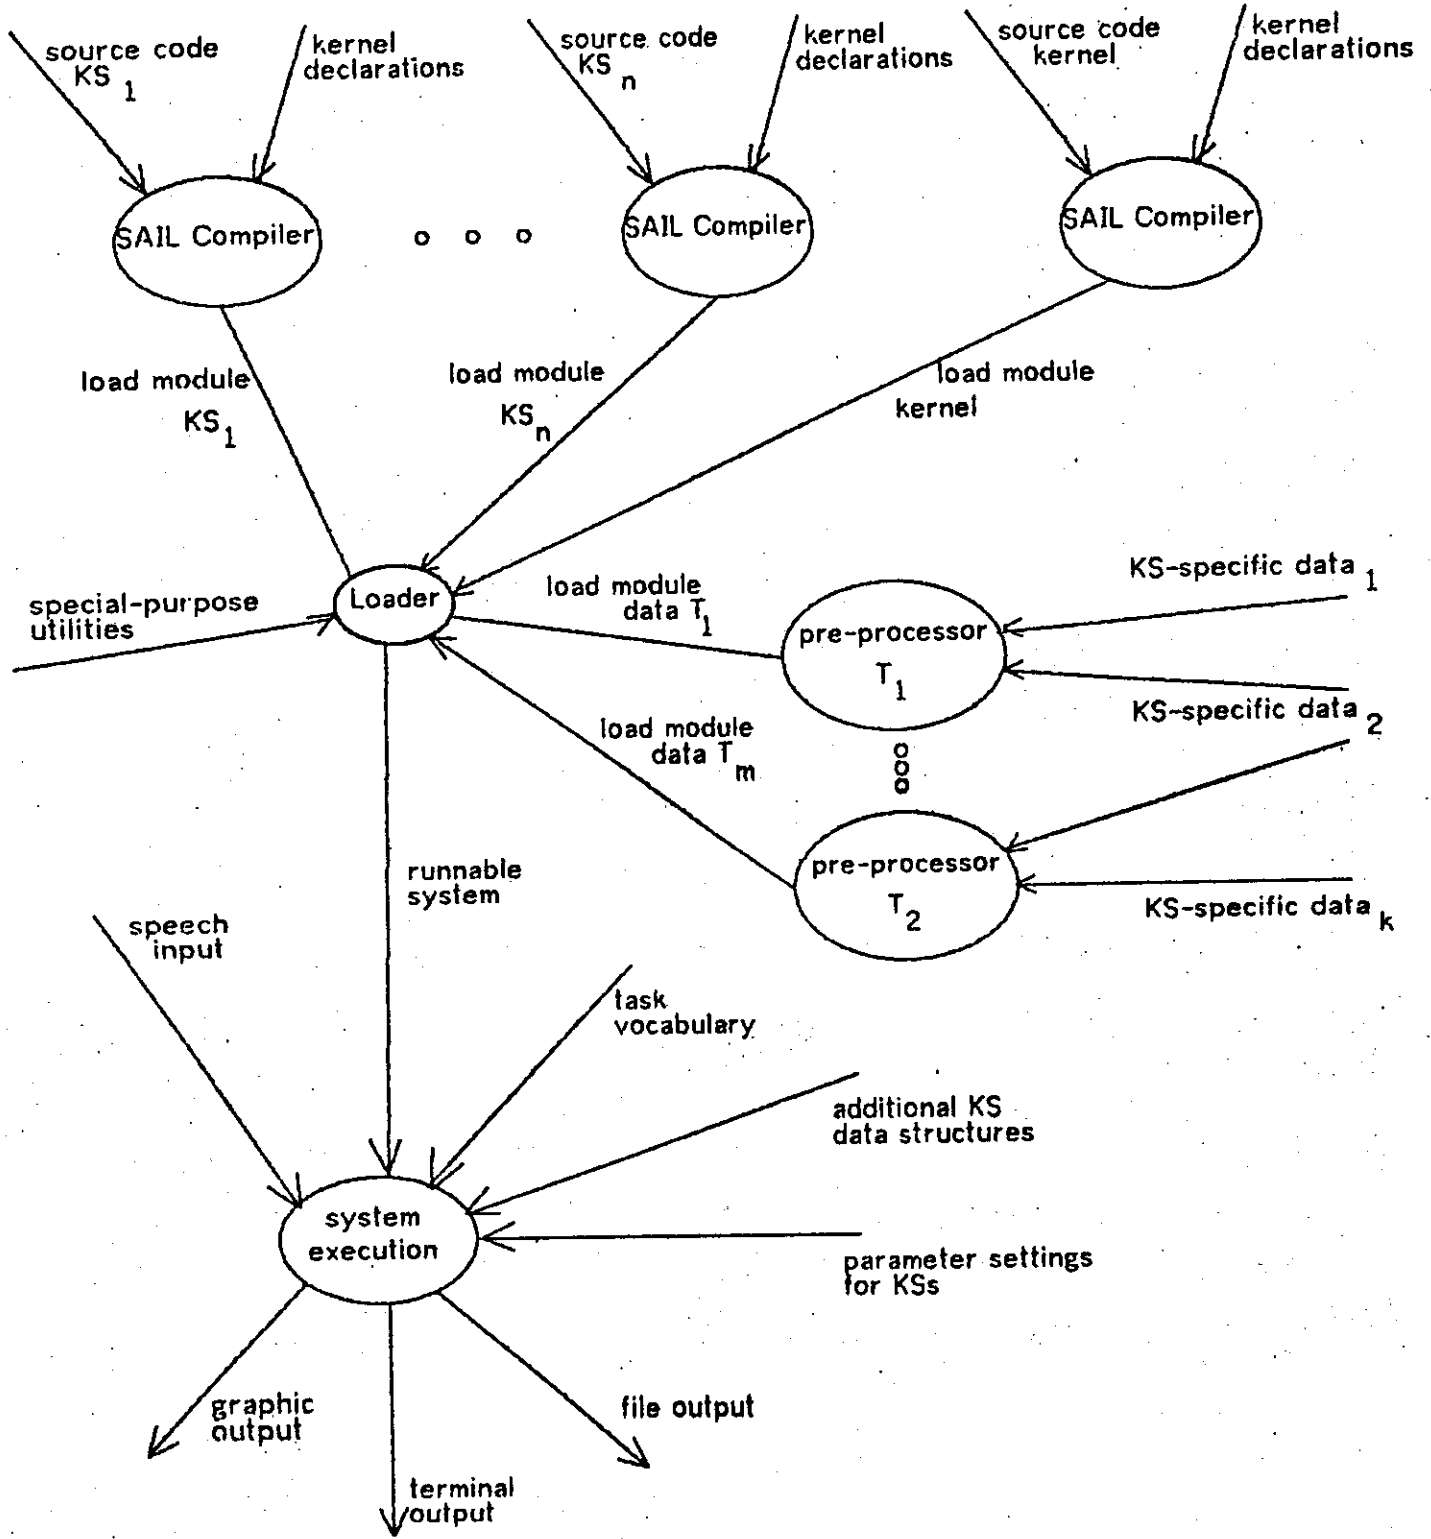 source code
KS 1
kernel
declarations
source code
KS n
kernel
declarations
source code
kernel
kernel
declarations
SAIL Compiler
o o o
SAIL Compiler
SAIL Compiler
load module
KS 1
load module
KS n
load module
kernel
special-purpose
utilities
Loader
load module
data T 1
pre-processor
T 1
KS-specific data 1
KS-specific data 2
load module
data T m
o
o
o
pre-processor
T 2
KS-specific data k
runnable
system
speech
input
task
vocabulary
additional KS
data structures
system
execution
parameter settings
for KSs
graphic
output
file output
terminal
output